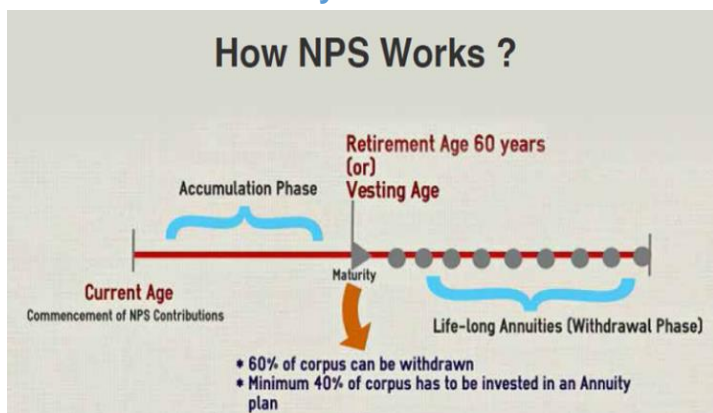 How NPS Works ?
Retirement Age 60 years
(or)
Vesting Age
Accumulation Phase
Maturity
Current Age
Commencement of NPS Contributions
Life-long Annuities (Withdrawal Phase)
* 60% of corpus can be withdrawn
* Minimum 40% of corpus has to be invested in an Annuity
plan